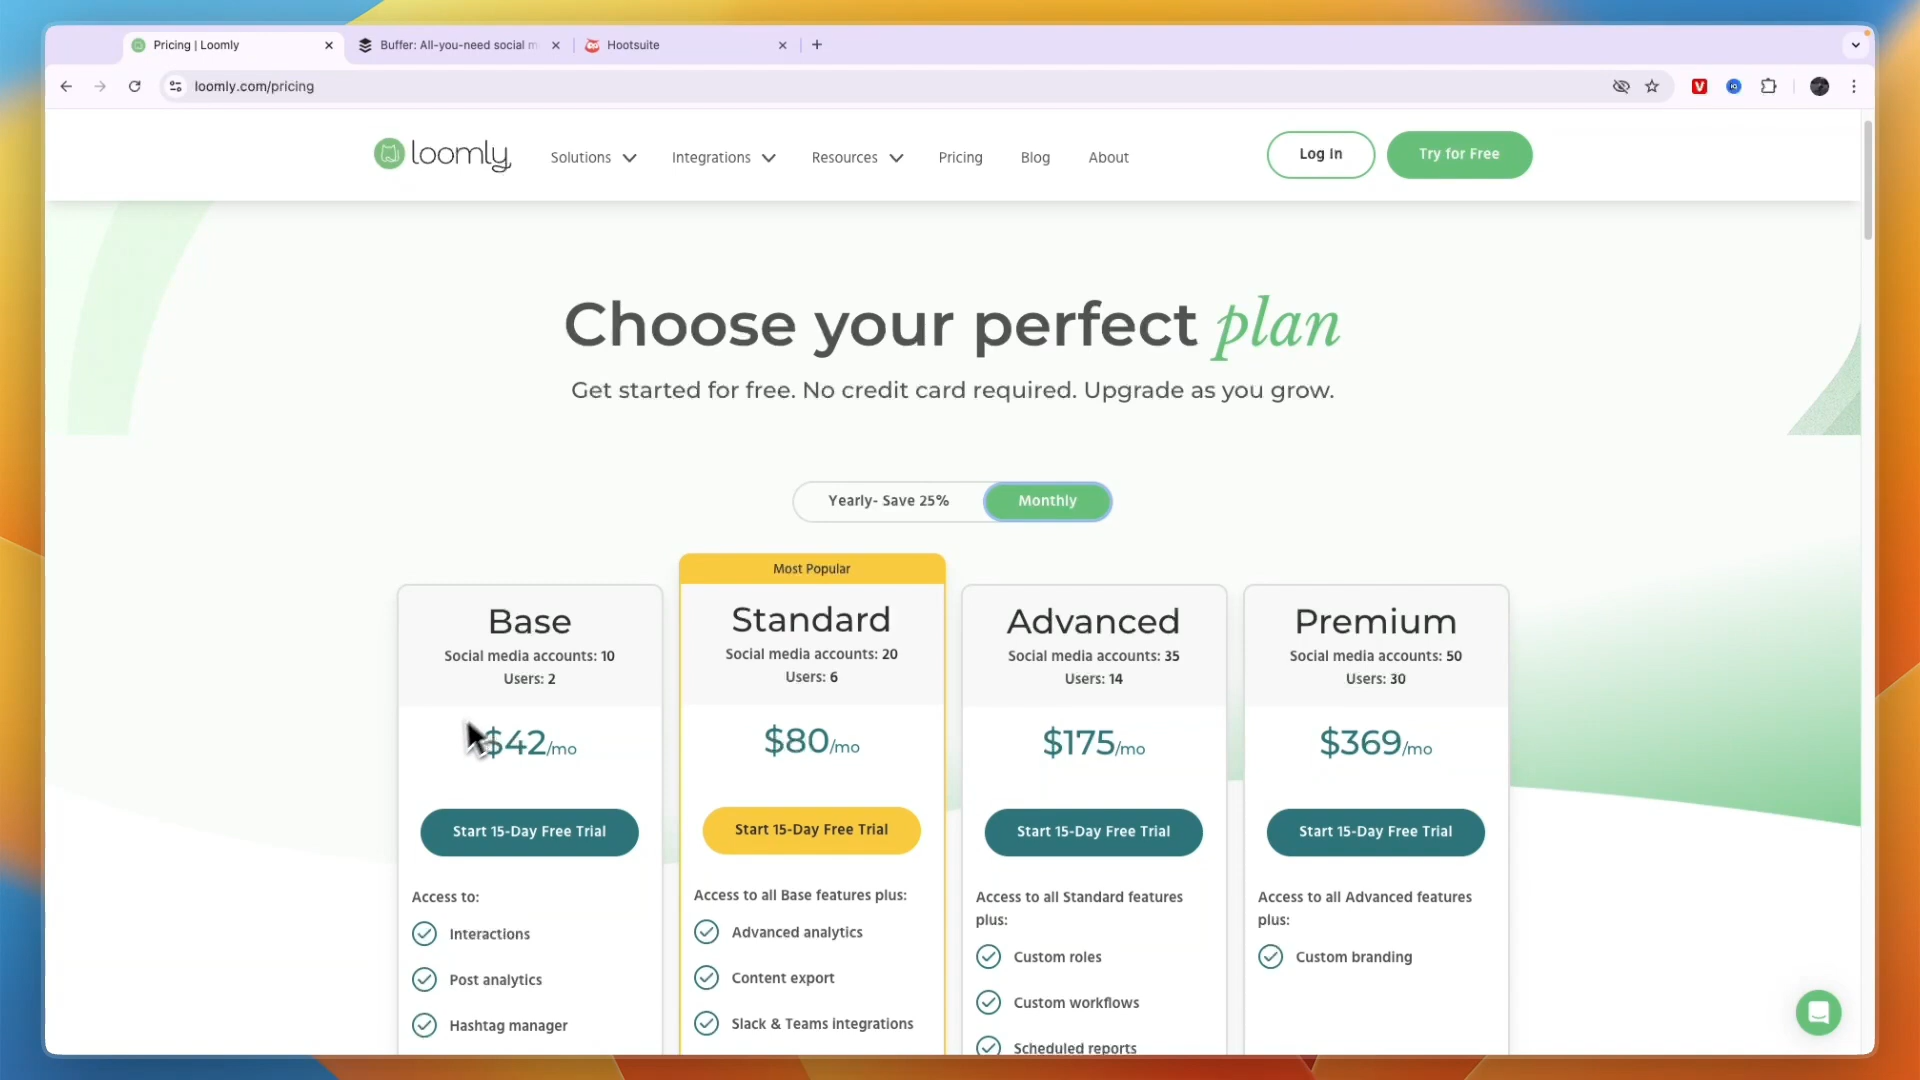 Pricing | Loomly
Buffer: All-you-need social m
Hootsuite
loomly.com/pricing
loomly
Solutions
Integrations
Resources
Pricing
Blog
About
Log In
Try for Free
Choose your perfect plan
Get started for free. No credit card required. Upgrade as you grow.
Yearly- Save 25%
Monthly
Most Popular
Base
Social media accounts: 10
Users: 2
$42/mo
Start 15-Day Free Trial
Access to:
Interactions
Post analytics
Hashtag manager
Standard
Social media accounts: 20
Users: 6
$80/mo
Start 15-Day Free Trial
Access to all Base features plus:
Advanced analytics
Content export
Slack & Teams integrations
Advanced
Social media accounts: 35
Users: 14
$175/mo
Start 15-Day Free Trial
Access to all Standard features
plus:
Custom roles
Custom workflows
Scheduled reports
Premium
Social media accounts: 50
Users: 30
$369/mo
Start 15-Day Free Trial
Access to all Advanced features
plus:
Custom branding